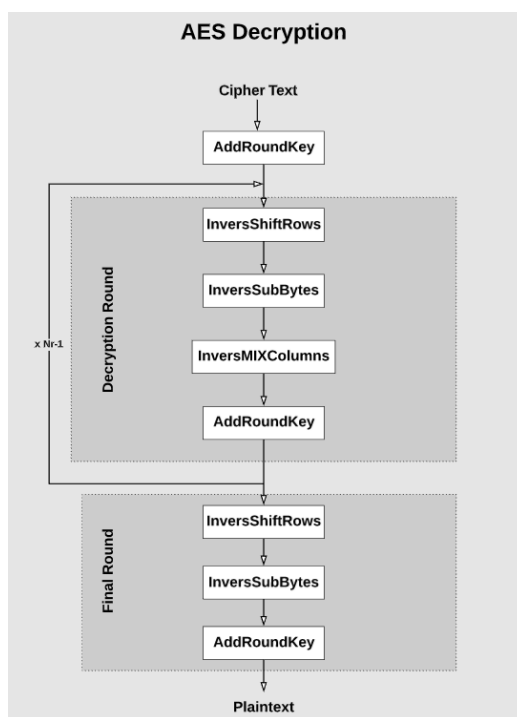 AES Decryption
Cipher Text
AddRoundKey
InversShiftRows
InversSubBytes
Decryption Round
x Nr-1
InversMIXColumns
AddRoundKey
InversShiftRows
Final Round
InversSubBytes
AddRoundKey
Plaintext